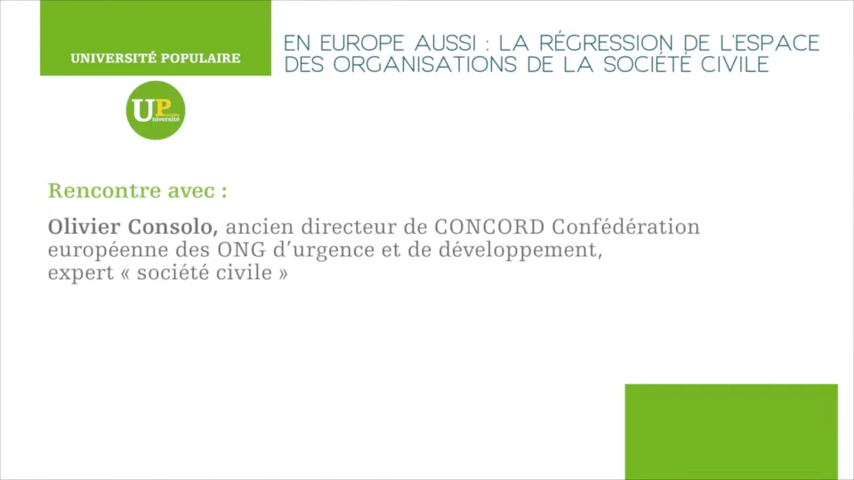 UNIVERSITÉ POPULAIRE
EN EUROPE AUSSI : LA RÉGRESSION DE L'ESPACE
DES ORGANISATIONS DE LA SOCIÉTÉ CIVILE
UP
niversité
Rencontre avec :
Olivier Consolo, ancien directeur de CONCORD Confédération
européenne des ONG d’urgence et de développement,
expert « société civile »